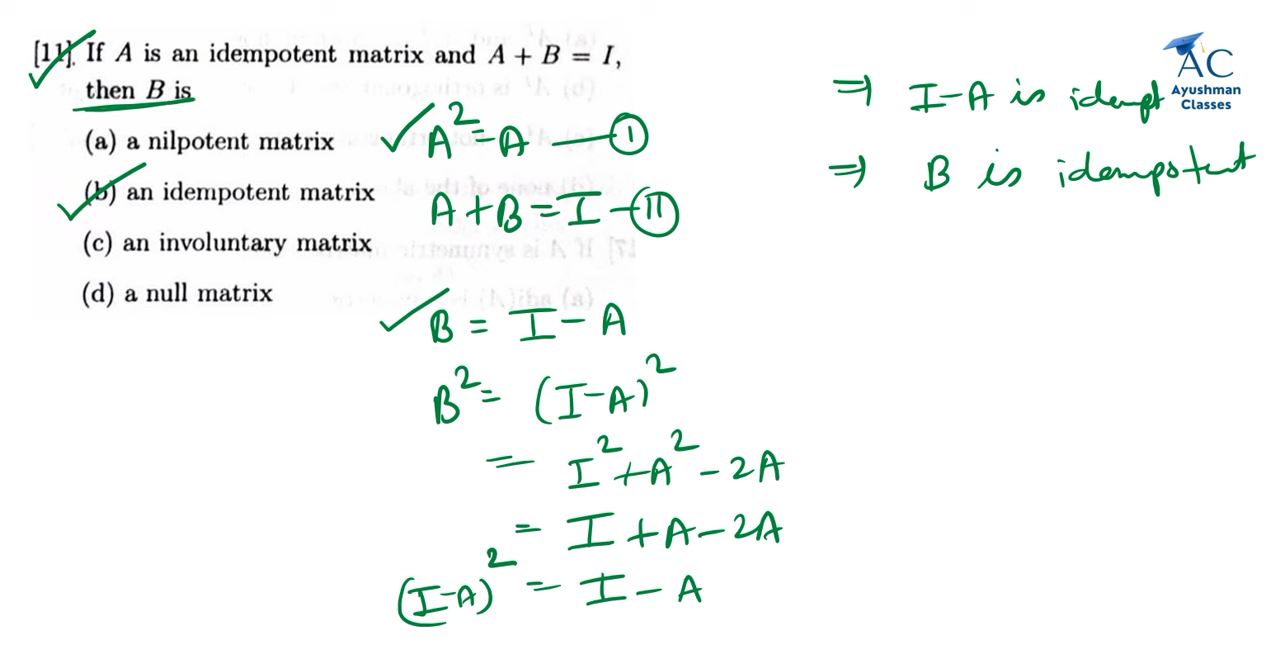 [11]. If A is an idempotent matrix and A + B = I,
then B is
(a) a nilpotent matrix
(b) an idempotent matrix
(c) an involuntary matrix
(d) a null matrix
A² = A — ①
A + B = I — Ⅱ
B = I - A
B² = (I - A)²
= I² + A² - 2A
= I + A - 2A
(I - A)² = I - A
⇒ I - A is idempt
⇒ B is idempotent
AC
Ayushman
Classes